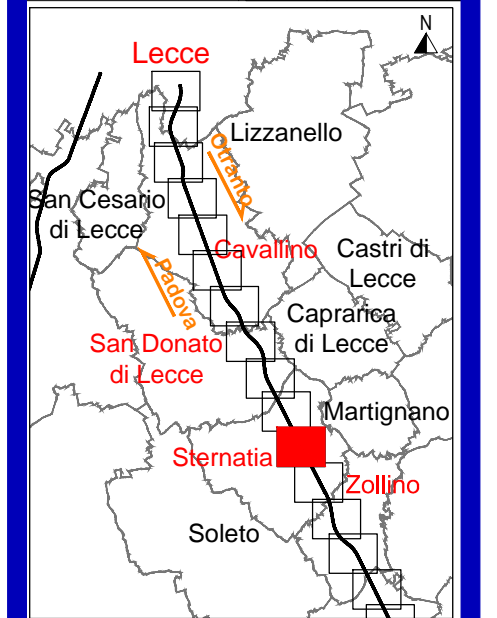 N
Lecce
Lizzanello
Otranto
San Cesario
di Lecce
Cavallino
Castri di
Lecce
Padova
Caprarica
di Lecce
San Donato
di Lecce
Martignano
Sternatia
Zollino
Soleto